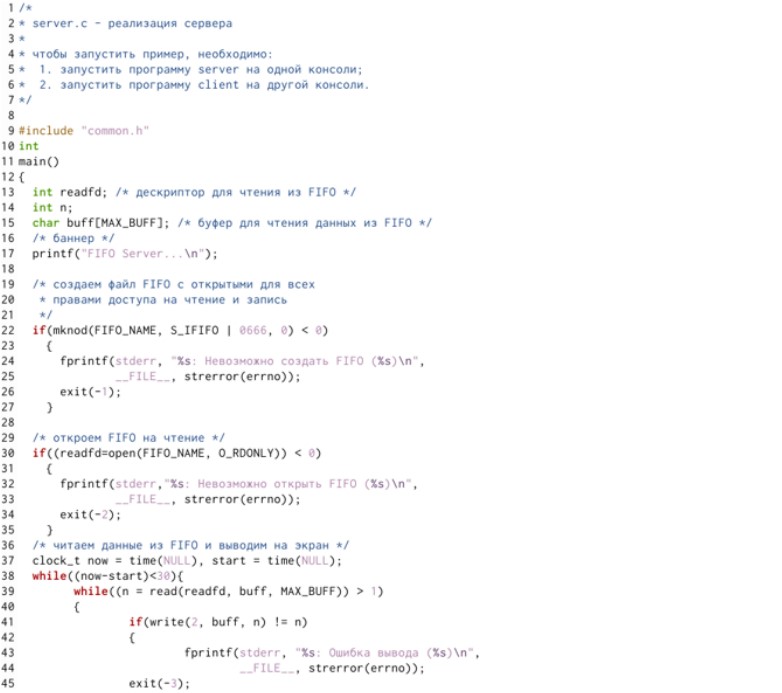 1 /*
2 * server.c - реализация сервера
3 *
4 * чтобы запустить пример, необходимо:
5 *  1. запустить программу server на одной консоли;
6 *  2. запустить программу client на другой консоли.
7 */
8
9 #include "common.h"
10 int
11 main()
12 {
13   int readfd; /* дескриптор для чтения из FIFO */
14   int n;
15   char buff[MAX_BUFF]; /* буфер для чтения данных из FIFO */
16   /* баннер */
17   printf("FIFO Server...\n");
18
19   /* создаем файл FIFO с открытыми для всех
20    * правами доступа на чтение и запись
21    */
22   if(mknod(FIFO_NAME, S_IFIFO | 0666, 0) < 0)
23     {
24       fprintf(stderr, "%s: Невозможно создать FIFO (%s)\n",
25               __FILE__, strerror(errno));
26       exit(-1);
27     }
28
29   /* откроем FIFO на чтение */
30   if((readfd=open(FIFO_NAME, O_RDONLY)) < 0)
31     {
32       fprintf(stderr,"%s: Невозможно открыть FIFO (%s)\n",
33               __FILE__, strerror(errno));
34       exit(-2);
35     }
36   /* читаем данные из FIFO и выводим на экран */
37   clock_t now = time(NULL), start = time(NULL);
38   while((now-start)<30){
39         while((n = read(readfd, buff, MAX_BUFF)) > 1)
40         {
41                 if(write(2, buff, n) != n)
42                 {
43                         fprintf(stderr, "%s: Ошибка вывода (%s)\n",
44                                 __FILE__, strerror(errno));
45                 exit(-3);